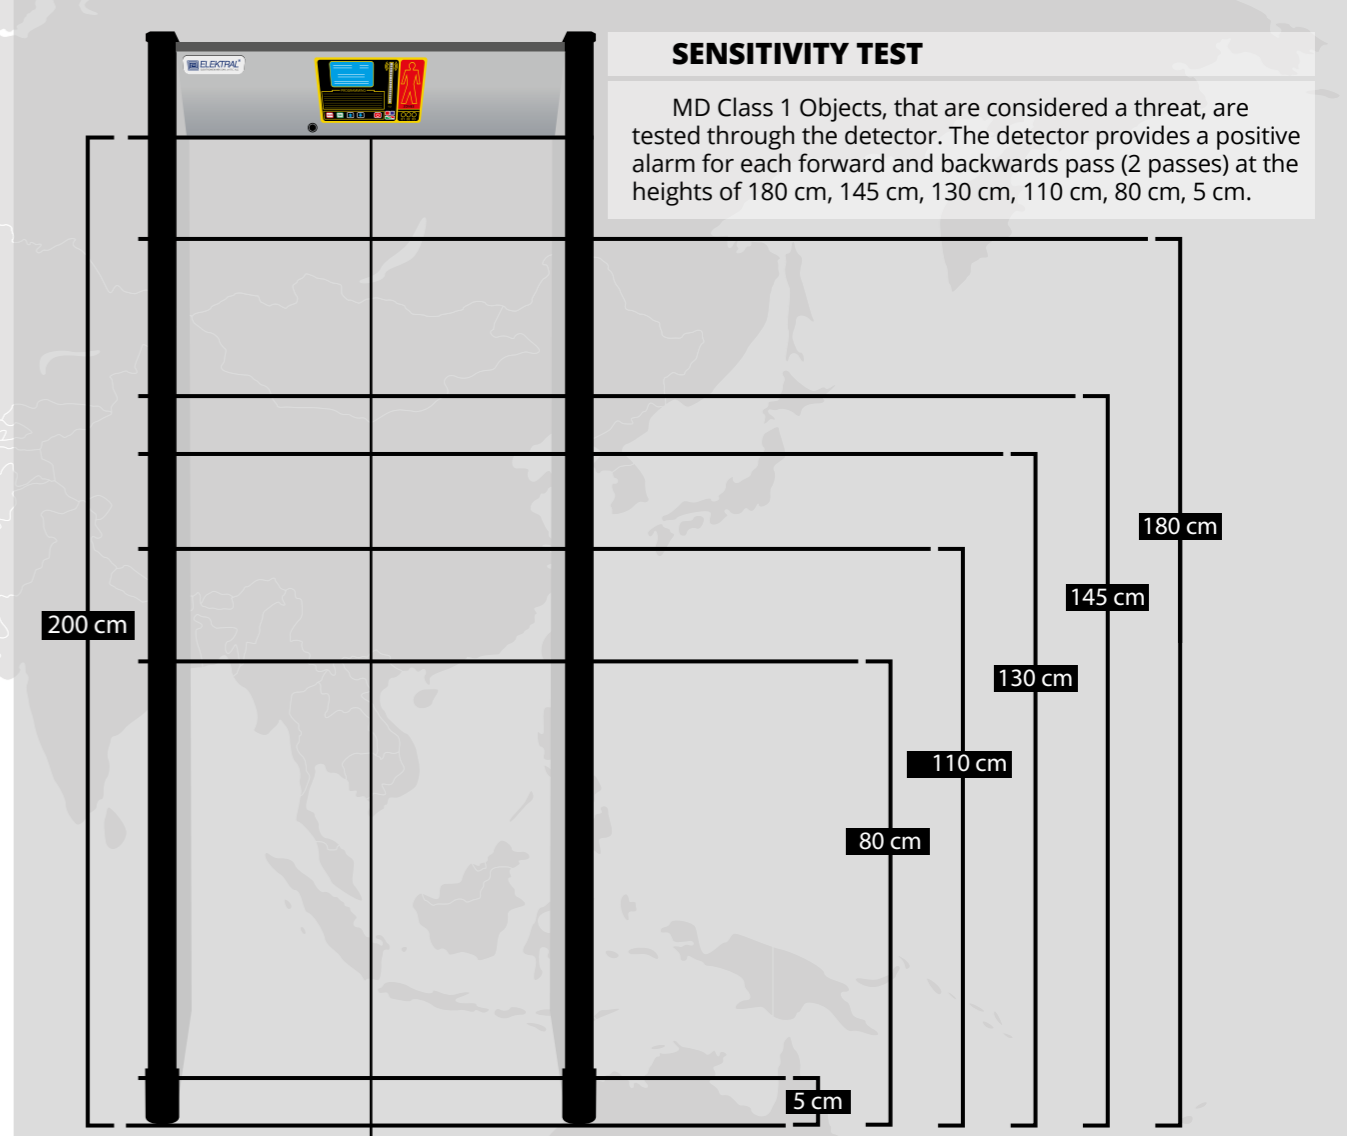 ELEKTRAL
SENSITIVITY TEST
MD Class 1 Objects, that are considered a threat, are
tested through the detector. The detector provides a positive
alarm for each forward and backwards pass (2 passes) at the
heights of 180 cm, 145 cm, 130 cm, 110 cm, 80 cm, 5 cm.
180 cm
145 cm
200 cm
130 cm
110 cm
80 cm
5 cm